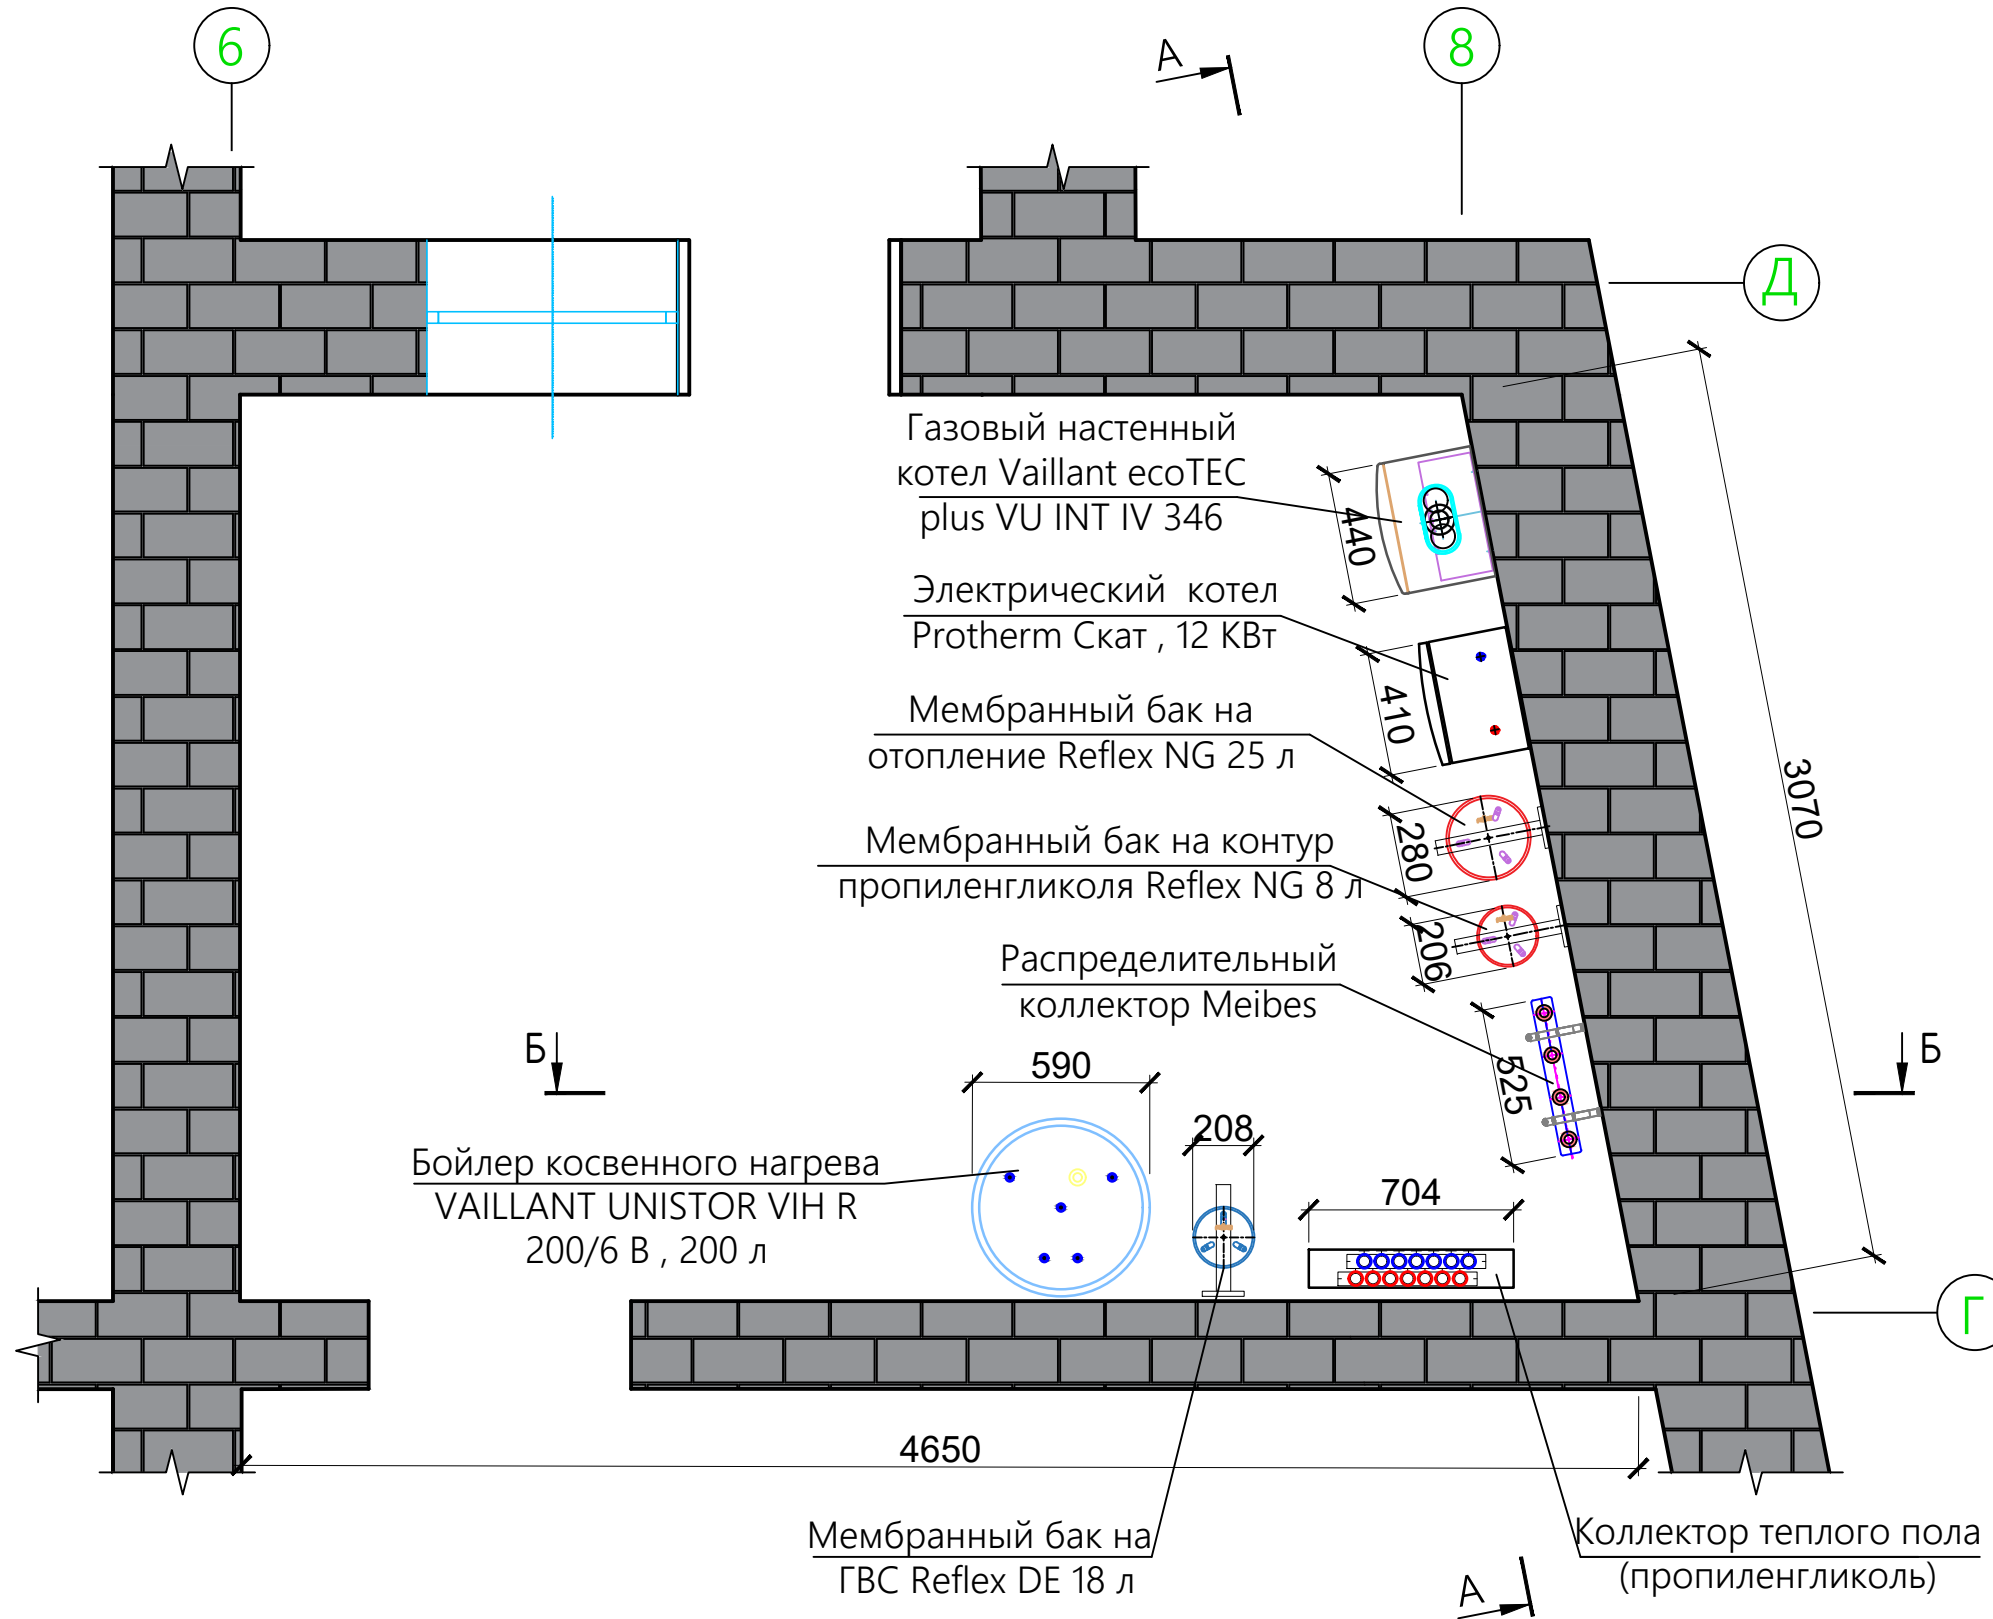 6
А
8
Д
Газовый настенный
котел Vaillant ecoTEC
plus VU INT IV 346
440
Электрический котел
Protherm Скат , 12 КВт
410
Мембранный бак на
отопление Reflex NG 25 л
280
3070
Мембранный бак на контур
пропиленгликоля Reflex NG 8 л
206
Распределительный
коллектор Meibes
525
Б
Б
590
208
704
Бойлер косвенного нагрева
VAILLANT UNISTOR VIH R
200/6 В , 200 л
Г
4650
Мембранный бак на
ГВС Reflex DE 18 л
Коллектор теплого пола
(пропиленгликоль)
А